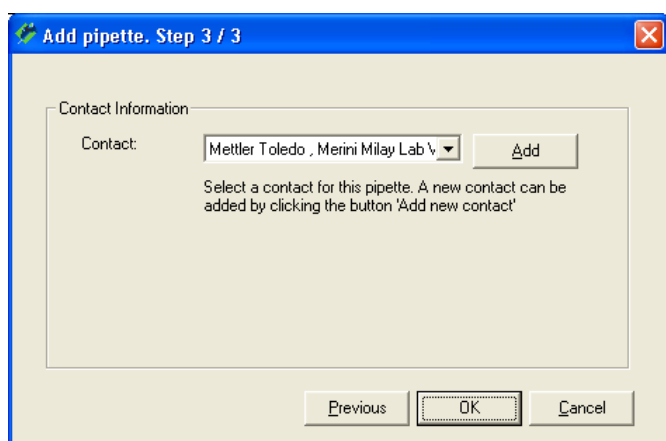 Add pipette. Step 3 / 3
Contact Information
Contact:
Mettler Toledo , Merini Milay Lab
Add
Select a contact for this pipette. A new contact can be
added by clicking the button 'Add new contact'
Previous
OK
Cancel